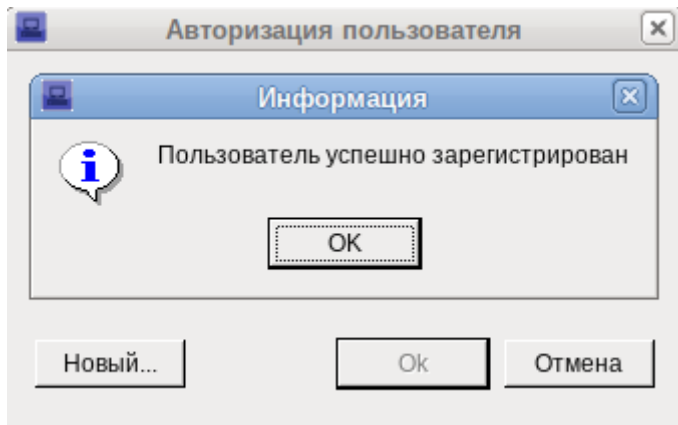 Авторизация пользователя
Информация
Пользователь успешно зарегистрирован
OK
Новый... Ok Отмена